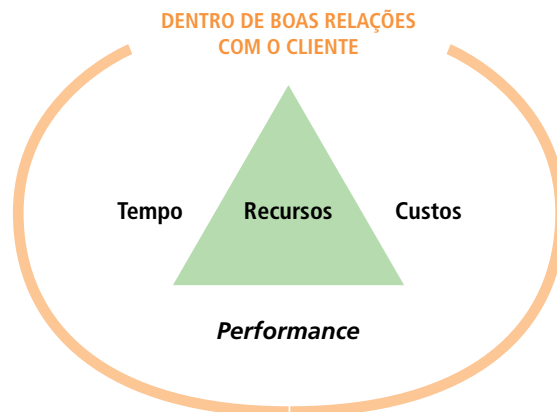 DENTRO DE BOAS RELAÇÕES
COM O CLIENTE
Tempo
Recursos
Custos
Performance